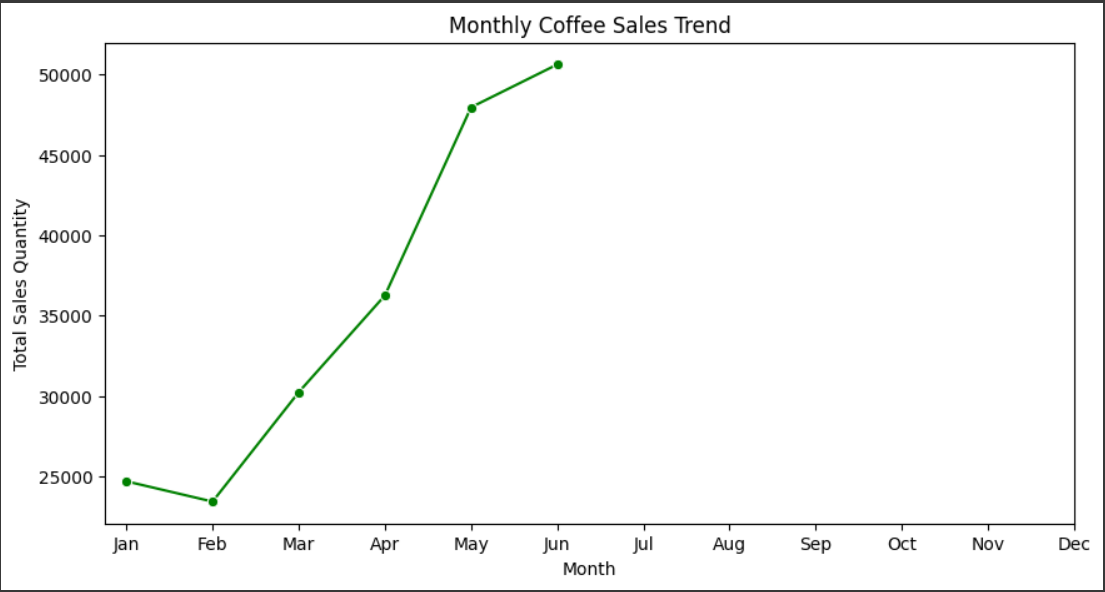 Monthly Coffee Sales Trend
50000
45000
40000
35000
30000
25000
Total Sales Quantity
Jan Feb Mar Apr May Jun Jul Aug Sep Oct Nov Dec
Month